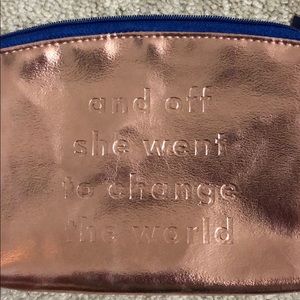 and off
she went
to change
the world